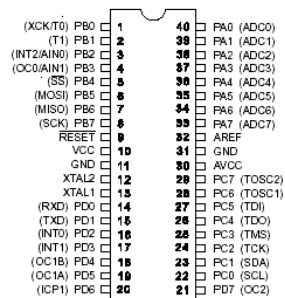 (XCK/T0) PB0 1 40 PA0 (ADC0)
(T1) PB1 2 39 PA1 (ADC1)
(INT2/AIN0) PB2 3 38 PA2 (ADC2)
(OC0/AIN1) PB3 4 37 PA3 (ADC3)
(SS) PB4 5 36 PA4 (ADC4)
(MOSI) PB5 6 35 PA5 (ADC5)
(MISO) PB6 7 34 PA6 (ADC6)
(SCK) PB7 8 33 PA7 (ADC7)
RESET 9 32 AREF
VCC 10 31 GND
GND 11 30 AVCC
XTAL2 12 29 PC7 (TOSC2)
XTAL1 13 28 PC6 (TOSC1)
(RXD) PD0 14 27 PC5 (TDI)
(TXD) PD1 15 26 PC4 (TDO)
(INT0) PD2 16 25 PC3 (TMS)
(INT1) PD3 17 24 PC2 (TCK)
(OC1B) PD4 18 23 PC1 (SDA)
(OC1A) PD5 19 22 PC0 (SCL)
(ICP1) PD6 20 21 PD7 (OC2)